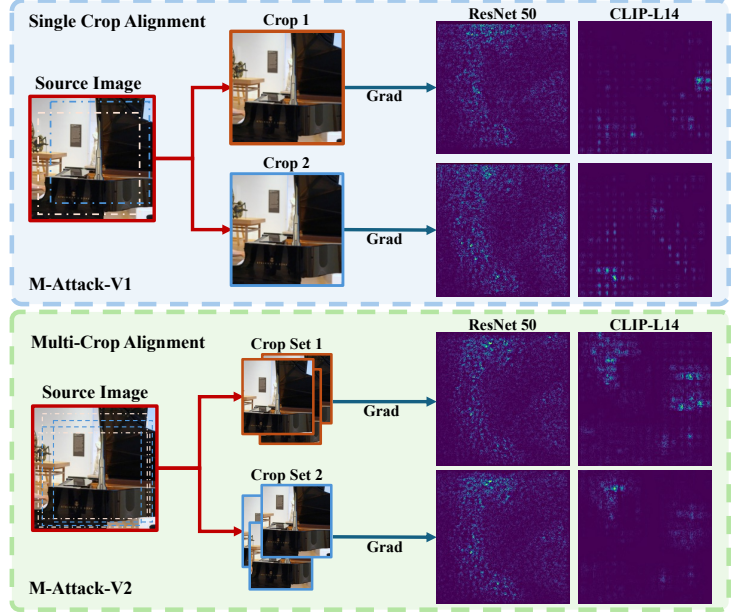 Single Crop Alignment
Crop 1
ResNet 50
CLIP-L14
Source Image
Grad
Crop 2
Grad
M-Attack-V1
Multi-Crop Alignment
Crop Set 1
ResNet 50
CLIP-L14
Source Image
Grad
Crop Set 2
Grad
M-Attack-V2